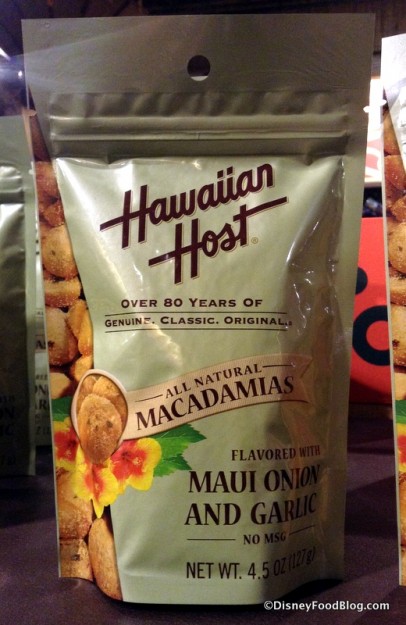 Hawaiian
Host®
OVER 80 YEARS OF
GENUINE. CLASSIC. ORIGINAL.
ALL NATURAL
MACADAMIAS
FLAVORED WITH
MAUI ONION
AND GARLIC
NO MSG
NET WT. 4.5 OZ (127g)
©DisneyFoodBlog.com